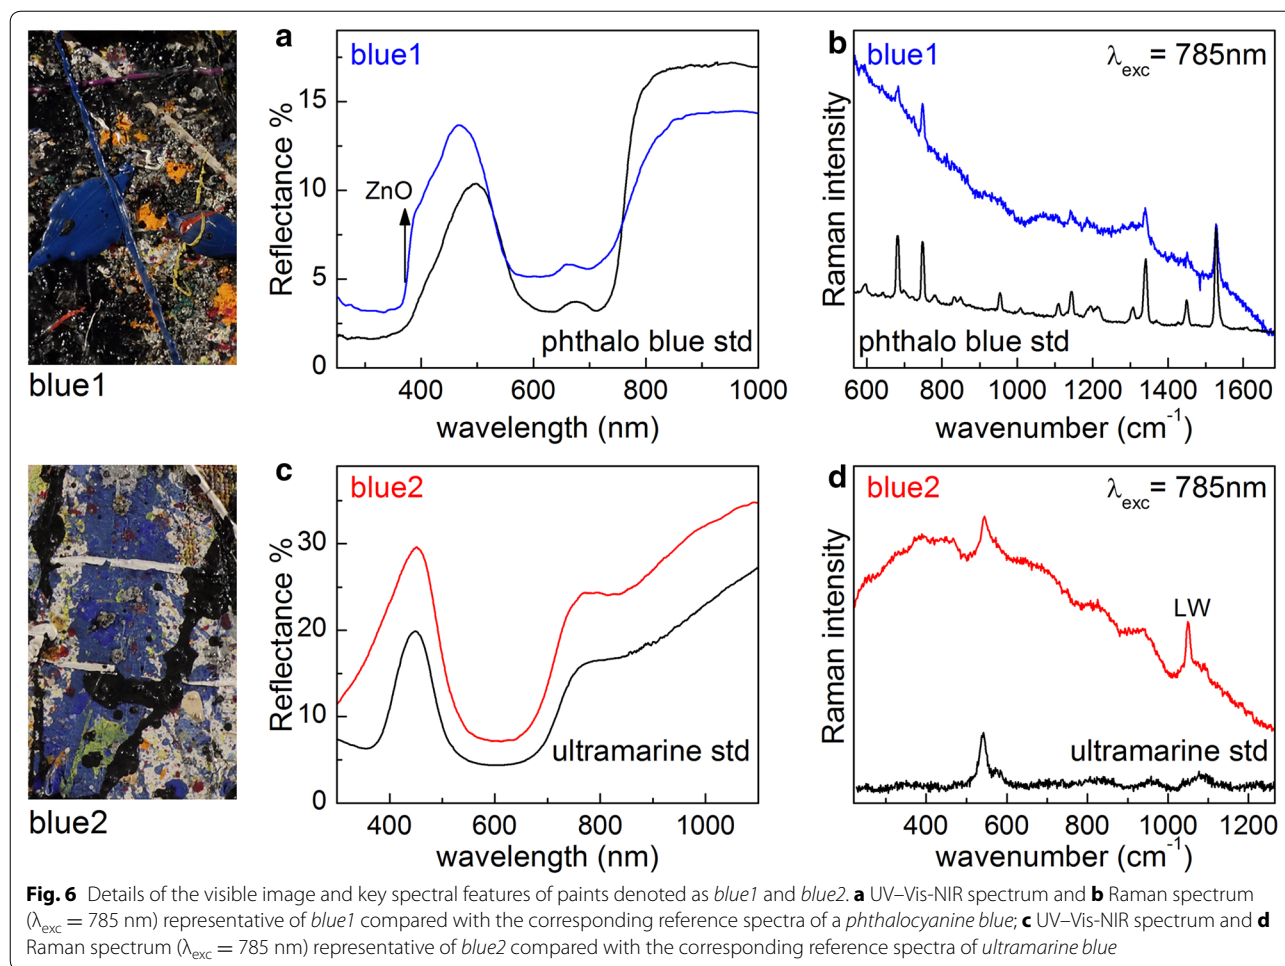 a
blue1
ZnO
phthalo blue std
Reflectance %
15
10
5
0
400 600 800 1000
wavelength (nm)
b
blue1
λexc= 785nm
Raman intensity
phthalo blue std
600 800 1000 1200 1400 1600
wavenumber (cm-1)
blue1
c
blue2
ultramarine std
Reflectance %
30
20
10
0
400 600 800 1000
wavelength (nm)
d
blue2
λexc= 785nm
LW
Raman intensity
ultramarine std
400 600 800 1000 1200
wavenumber (cm-1)
blue2
Fig. 6 Details of the visible image and key spectral features of paints denoted as blue1 and blue2. a UV–Vis-NIR spectrum and b Raman spectrum
(λexc = 785 nm) representative of blue1 compared with the corresponding reference spectra of a phthalocyanine blue; c UV–Vis-NIR spectrum and d
Raman spectrum (λexc = 785 nm) representative of blue2 compared with the corresponding reference spectra of ultramarine blue